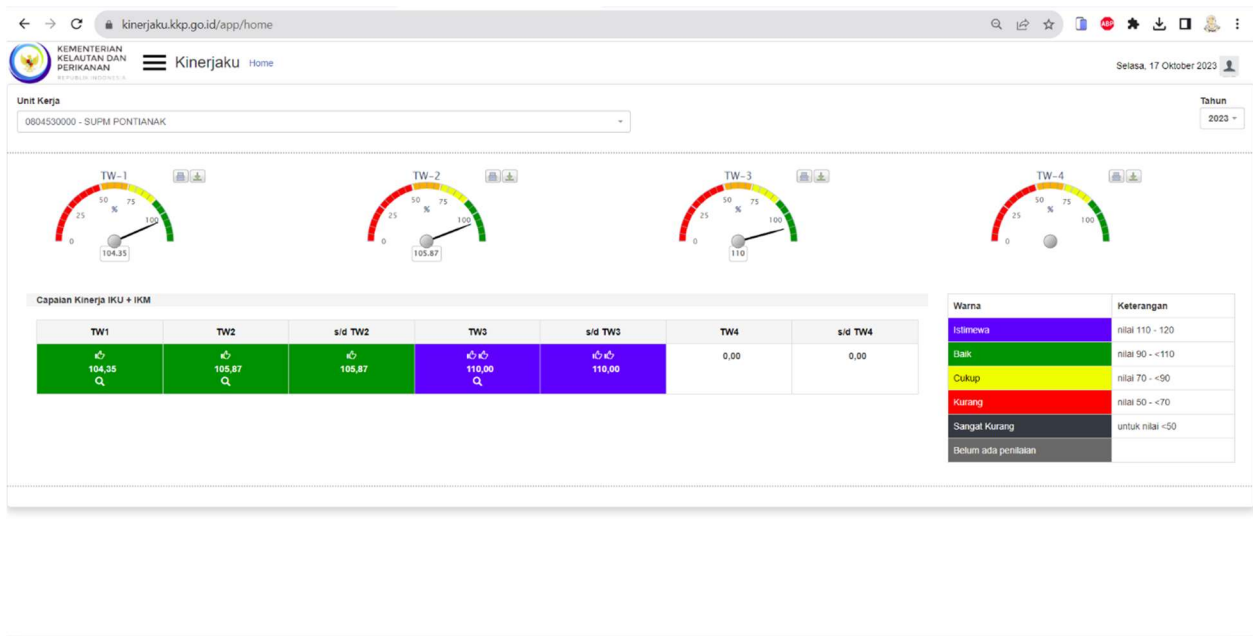 kinerjaku.kkp.go.id/app/home
ABP
KEMENTERIAN
KELAUTAN DAN
PERIKANAN
REPUBLIK INDONESIA
Kinerjaku Home
Selasa, 17 Oktober 2023
Unit Kerja
Tahun
0804530000 - SUPM PONTIANAK
2023
TW-1
0 25 50 75 100
%
104.35
TW-2
0 25 50 75 100
%
105.87
TW-3
0 25 50 75 100
%
110
TW-4
0 25 50 75 100
%
Capaian Kinerja IKU + IKM
TW1 TW2 s/d TW2 TW3 s/d TW3 TW4 s/d TW4
104,35 105,87 105,87 110,00 110,00 0,00 0,00
Warna Keterangan
Istimewa nilai 110 - 120
Baik nilai 90 - <110
Cukup nilai 70 - <90
Kurang nilai 50 - <70
Sangat Kurang untuk nilai <50
Belum ada penilaian